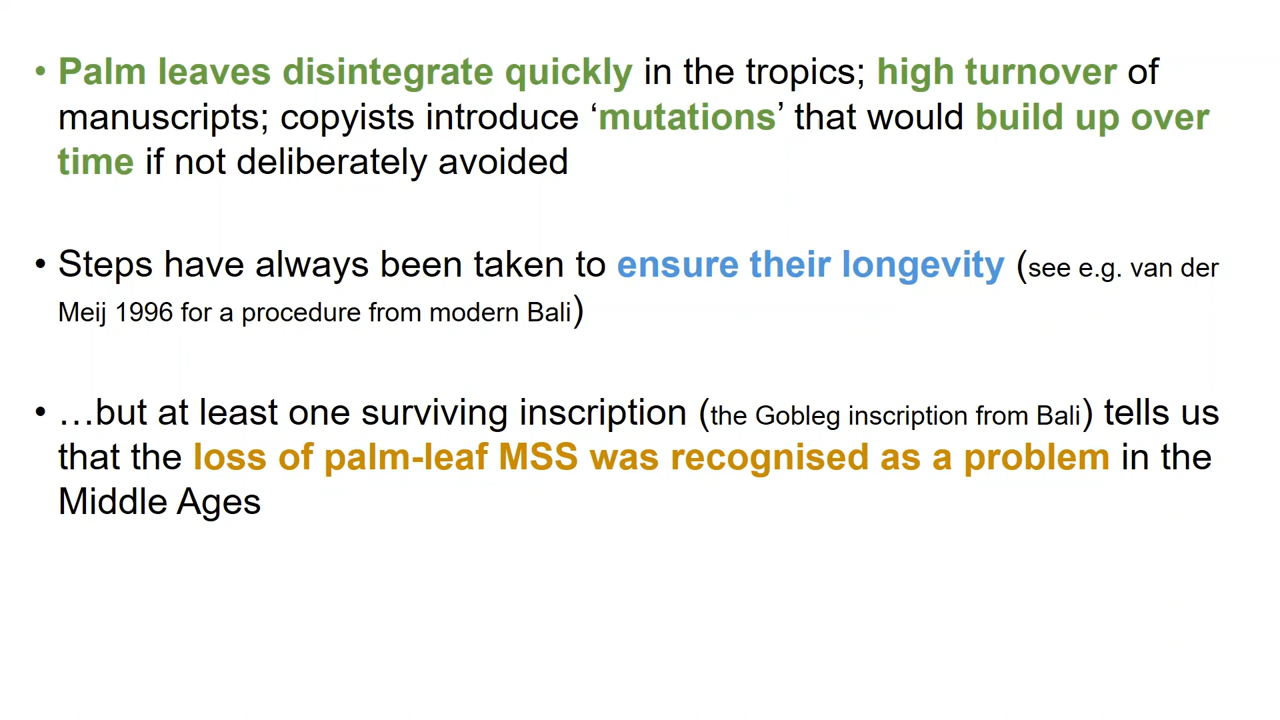 • Palm leaves disintegrate quickly in the tropics; high turnover of
manuscripts; copyists introduce ‘mutations’ that would build up over
time if not deliberately avoided
• Steps have always been taken to ensure their longevity (see e.g. van der
Meij 1996 for a procedure from modern Bali)
• …but at least one surviving inscription (the Gobleg inscription from Bali) tells us
that the loss of palm-leaf MSS was recognised as a problem in the
Middle Ages